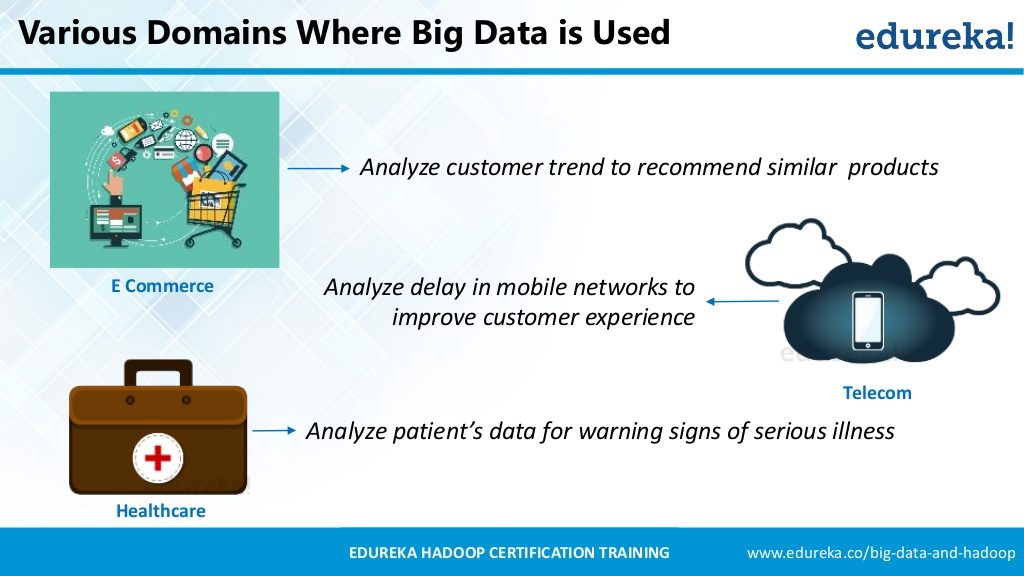 Various Domains Where Big Data is Used
edureka!
Analyze customer trend to recommend similar  products
E Commerce
Analyze delay in mobile networks to
improve customer experience
Telecom
Analyze patient’s data for warning signs of serious illness
Healthcare
EDUREKA HADOOP CERTIFICATION TRAINING
www.edureka.co/big-data-and-hadoop